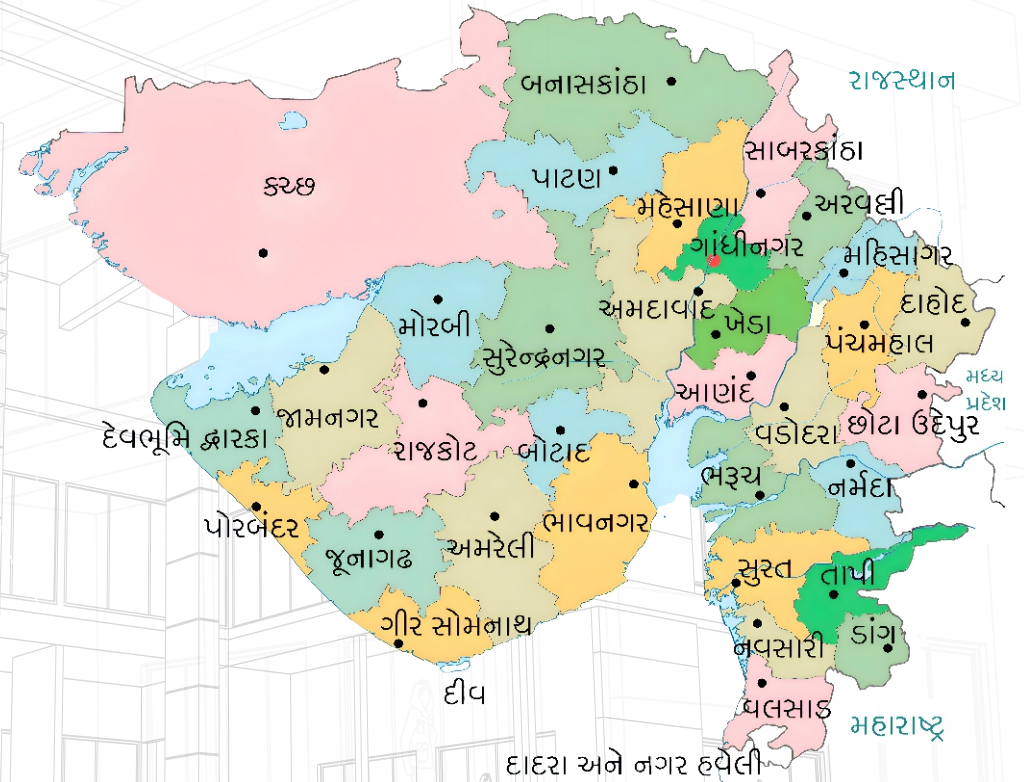 બનાસકાંઠા
રાજસ્થાન
સાબરકાંઠા
પાટણ
કચ્છ
મહેસાણા
અરવલ્લી
ગાંધીનગર
મહિસાગર
દાહોદ
અમદાવાદ
ખેડા
મોરબી
પંચમહાલ
સુરેન્દ્રનગર
મધ્ય
પ્રદેશ
આણંદ
જામનગર
છોટા ઉદેપુર
વડોદરા
દેવભૂમિ દ્વારકા
રાજકોટ
બોટાદ
ભરૂચ
નર્મદા
પોરબંદર
ભાવનગર
અમરેલી
જૂનાગઢ
સુરત
તાપી
ગીર સોમનાથ
ડાંગ
નવસારી
દીવ
વલસાડ
મહારાષ્ટ્ર
દાદરા અને નગર હવેલી